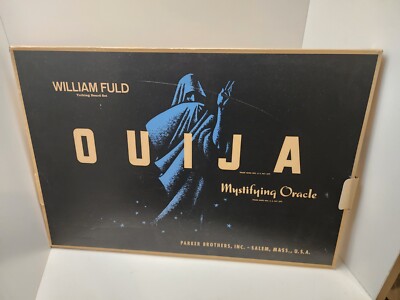 WILLIAM FULD
Talking Board Set
OUIJA
Mystifying Oracle
PARKER BROTHERS, INC. - SALEM, MASS., U.S.A.